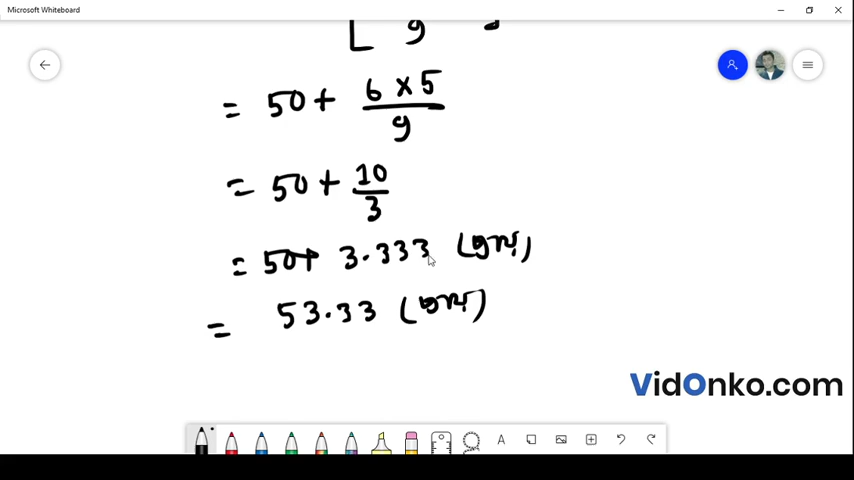 Microsoft Whiteboard
= 50 + 6 × 5 / 9
= 50 + 10 / 3
= 50 + 3.333 (প্রায়)
= 53.33 (প্রায়)
VidOnko.com
A